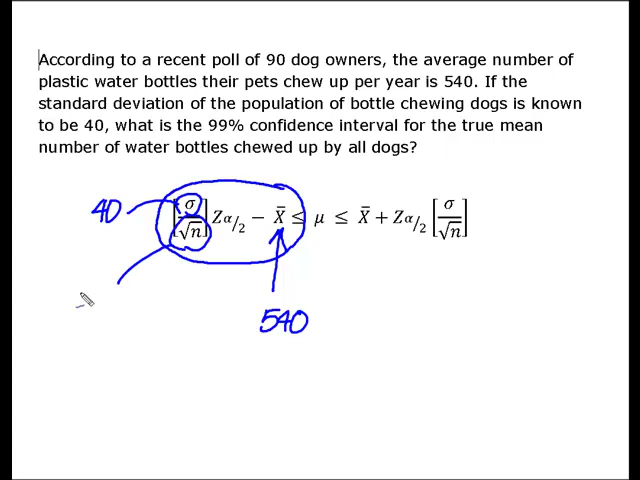 According to a recent poll of 90 dog owners, the average number of
plastic water bottles their pets chew up per year is 540. If the
standard deviation of the population of bottle chewing dogs is known
to be 40, what is the 99% confidence interval for the true mean
number of water bottles chewed up by all dogs?
40
[σ/√n] Zα/2 − X̄ ≤ μ ≤ X̄ + Zα/2 [σ/√n]
540